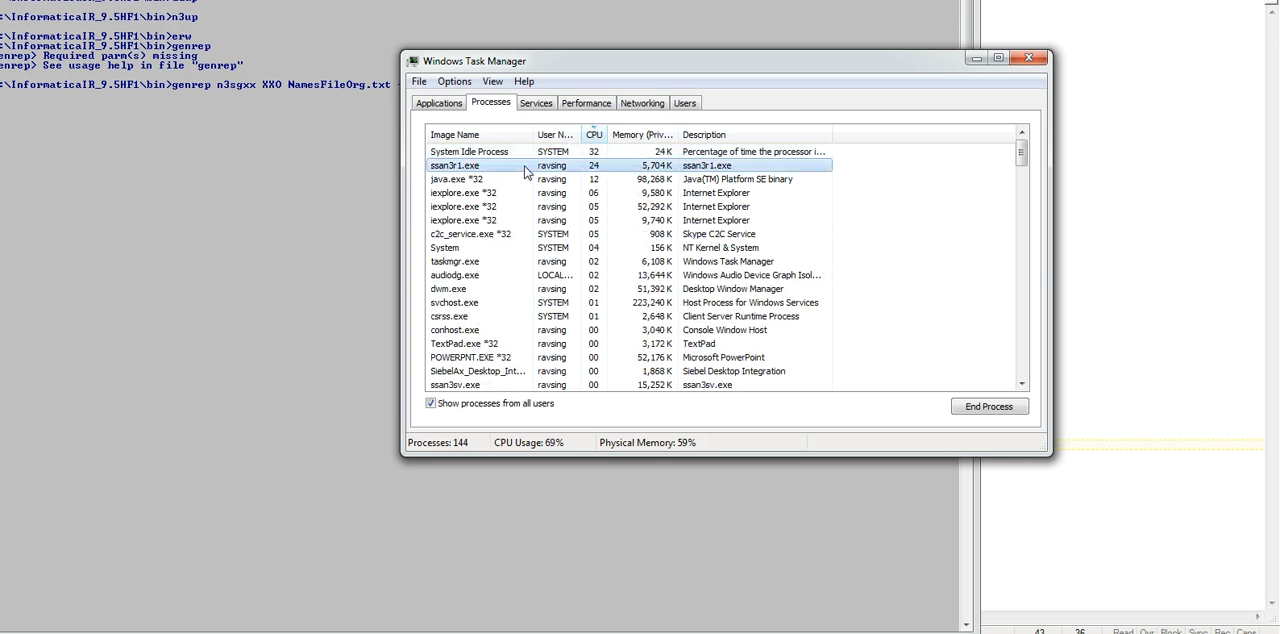 :\InformaticaIR_9.5HF1\bin>n3up
:\InformaticaIR_9.5HF1\bin>erw
:\InformaticaIR_9.5HF1\bin>genrep
enrep> Required parm(s) missing
enrep> See usage help in file "genrep"
:\InformaticaIR_9.5HF1\bin>genrep n3sgxx XXO NamesFileOrg.txt -
Windows Task Manager
File Options View Help
Applications Processes Services Performance Networking Users
Image Name User N... CPU Memory (Priv... Description
System Idle Process SYSTEM 32 24 K Percentage of time the processor i...
ssan3r1.exe ravsing 24 5,704 K ssan3r1.exe
java.exe *32 ravsing 12 98,268 K Java(TM) Platform SE binary
iexplore.exe *32 ravsing 06 9,580 K Internet Explorer
iexplore.exe *32 ravsing 05 52,292 K Internet Explorer
iexplore.exe *32 ravsing 05 9,740 K Internet Explorer
c2c_service.exe *32 SYSTEM 05 908 K Skype C2C Service
System SYSTEM 04 156 K NT Kernel & System
taskmgr.exe ravsing 02 6,108 K Windows Task Manager
audiodg.exe LOCAL... 02 13,644 K Windows Audio Device Graph Isol...
dwm.exe ravsing 02 51,392 K Desktop Window Manager
svchost.exe SYSTEM 01 223,240 K Host Process for Windows Services
csrss.exe SYSTEM 01 2,648 K Client Server Runtime Process
conhost.exe ravsing 00 3,040 K Console Window Host
TextPad.exe *32 ravsing 00 3,172 K TextPad
POWERPNT.EXE *32 ravsing 00 52,176 K Microsoft PowerPoint
SiebelAx_Desktop_Int... ravsing 00 1,868 K Siebel Desktop Integration
ssan3sv.exe ravsing 00 15,252 K ssan3sv.exe
Show processes from all users
End Process
Processes: 144 CPU Usage: 69% Physical Memory: 59%
43 36 Read Ovr Block Sync Rec Caps